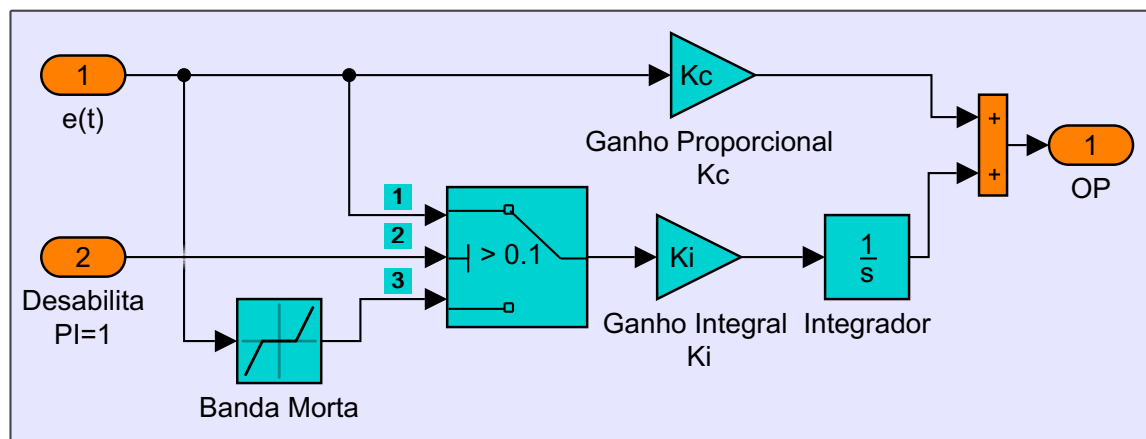 1
e(t)
Kc
Ganho Proporcional
Kc
+
+
1
OP
1
2
3
> 0.1
2
Desabilita
PI=1
Ki
Ganho Integral
Ki
1
s
Integrador
Banda Morta